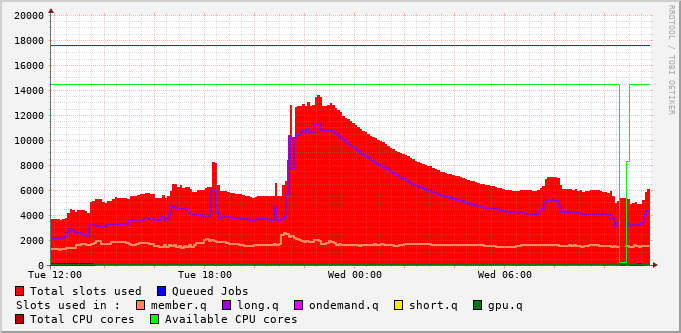 20000
18000
16000
14000
12000
10000
8000
6000
4000
2000
0
Tue 12:00 Tue 18:00 Wed 00:00 Wed 06:00
RRDTOOL / TOBI OETIKER
Total slots used Queued Jobs
Slots used in : member.q long.q ondemand.q short.q gpu.q
Total CPU cores Available CPU cores